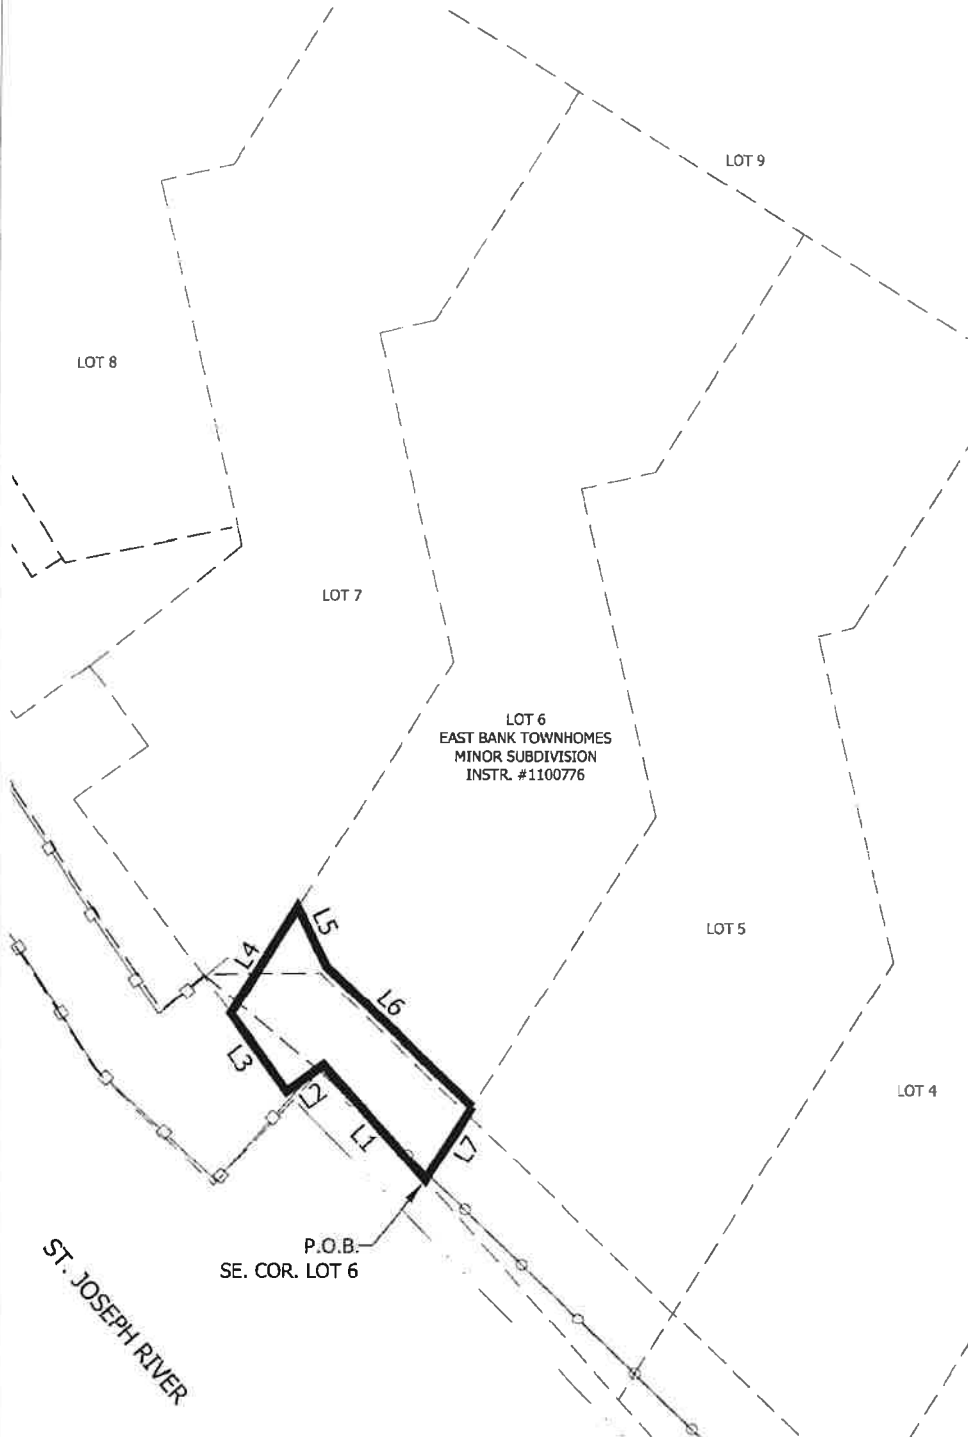 LOT 9
LOT 8
LOT 7
LOT 6
EAST BANK TOWNHOMES
MINOR SUBDIVISION
INSTR. #1100776
LOT 5
LOT 4
L5
L4
L6
L3
L2
L1
L7
P.O.B.
SE. COR. LOT 6
ST. JOSEPH RIVER